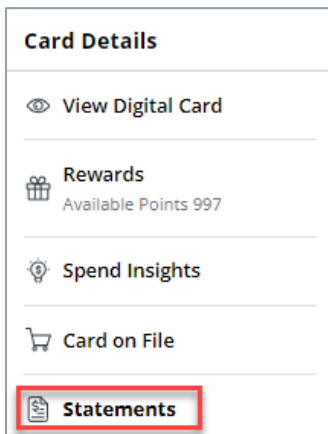 Card Details
View Digital Card
Rewards
Available Points 997
Spend Insights
Card on File
Statements